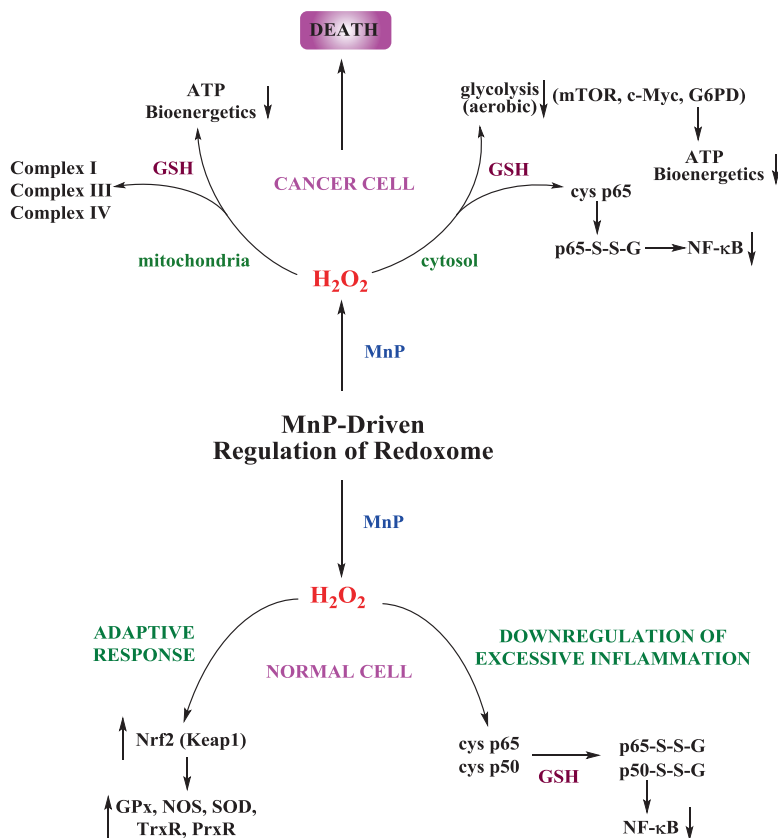 DEATH
ATP
Bioenergetics
glycolysis
(aerobic)
(mTOR, c-Myc, G6PD)
ATP
Bioenergetics
Complex I
Complex III
Complex IV
GSH
CANCER CELL
GSH
cys p65
mitochondria
cytosol
p65-S-S-G
NF-κB
H2O2
MnP
MnP-Driven
Regulation of Redoxome
MnP
H2O2
ADAPTIVE
RESPONSE
DOWNREGULATION OF
EXCESSIVE INFLAMMATION
NORMAL CELL
Nrf2 (Keap1)
cys p65
cys p50
GSH
p65-S-S-G
p50-S-S-G
GPx, NOS, SOD,
TrxR, PrxR
NF-κB